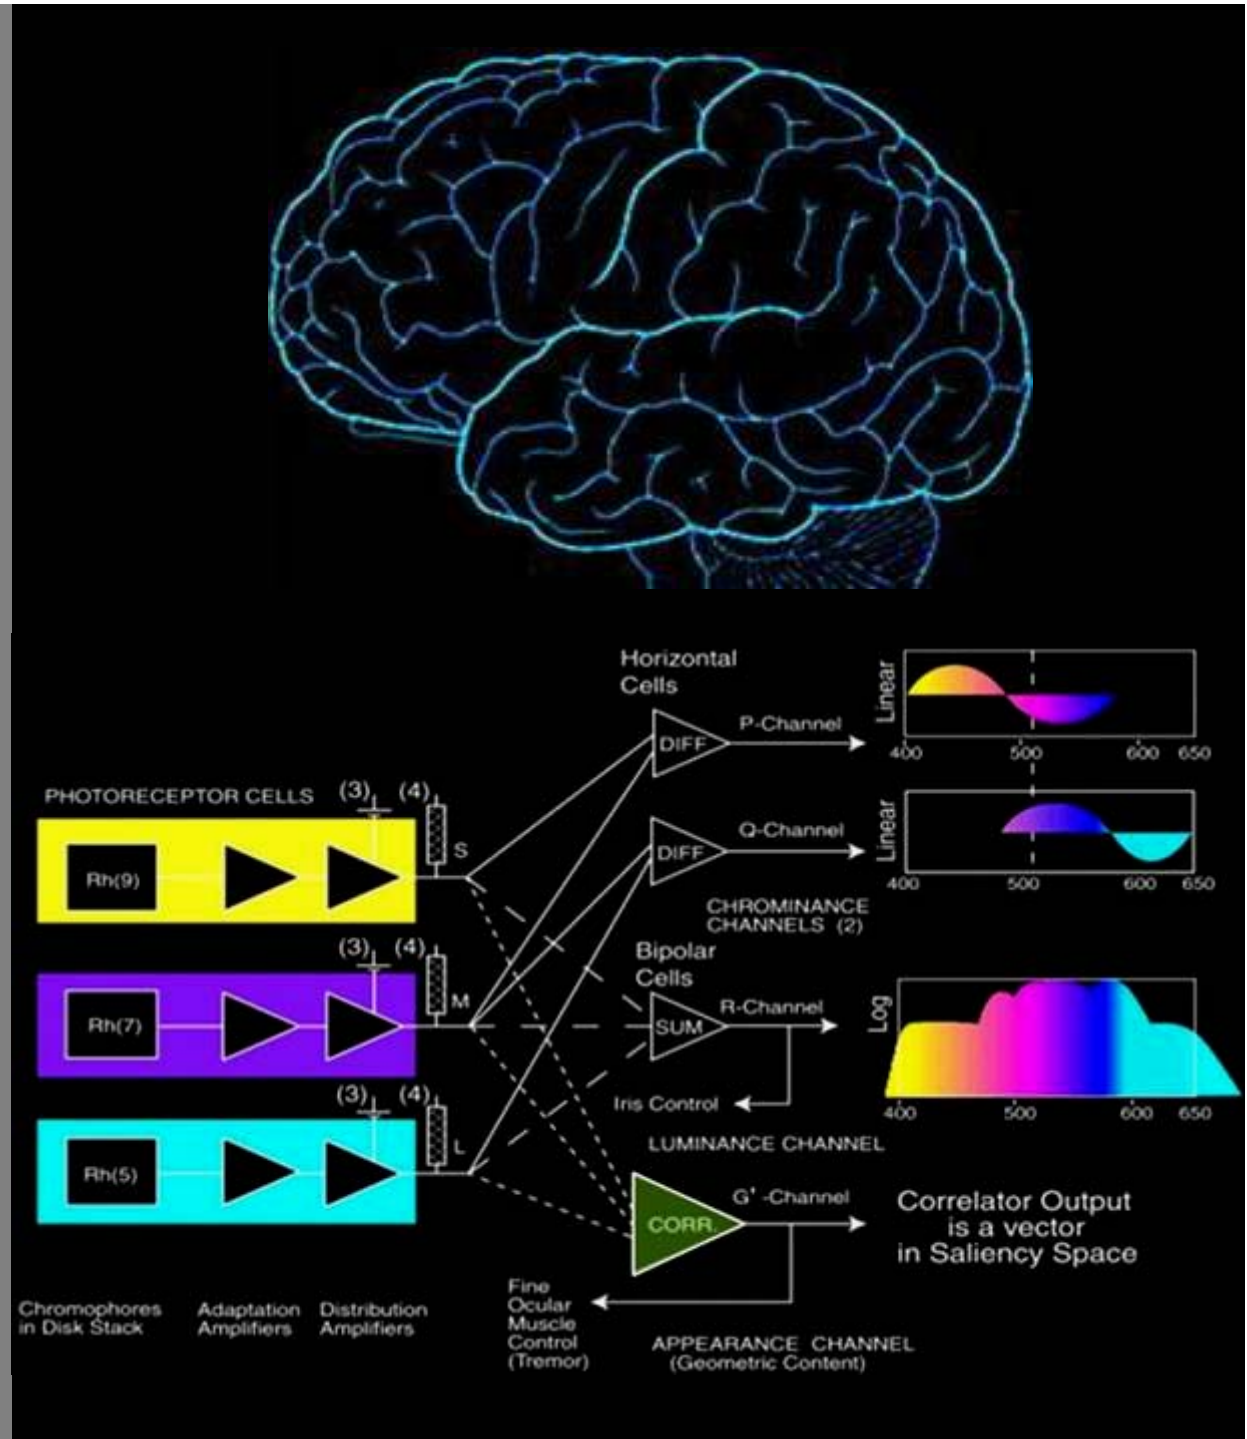 Horizontal
Cells
P-Channel
DIFF
Linear
400 500 600 650
PHOTORECEPTOR CELLS
(3) (4)
S
Rh(9)
Q-Channel
DIFF
Linear
400 500 600 650
CHROMINANCE
CHANNELS (2)
(3) (4)
M
Rh(7)
Bipolar
Cells
R-Channel
SUM
Log
400 500 600 650
Iris Control
LUMINANCE CHANNEL
(3) (4)
L
Rh(5)
G'-Channel
CORR.
Correlator Output
is a vector
in Saliency Space
Chromophores
in Disk Stack
Adaptation
Amplifiers
Distribution
Amplifiers
Fine
Ocular
Muscle
Control
(Tremor)
APPEARANCE CHANNEL
(Geometric Content)